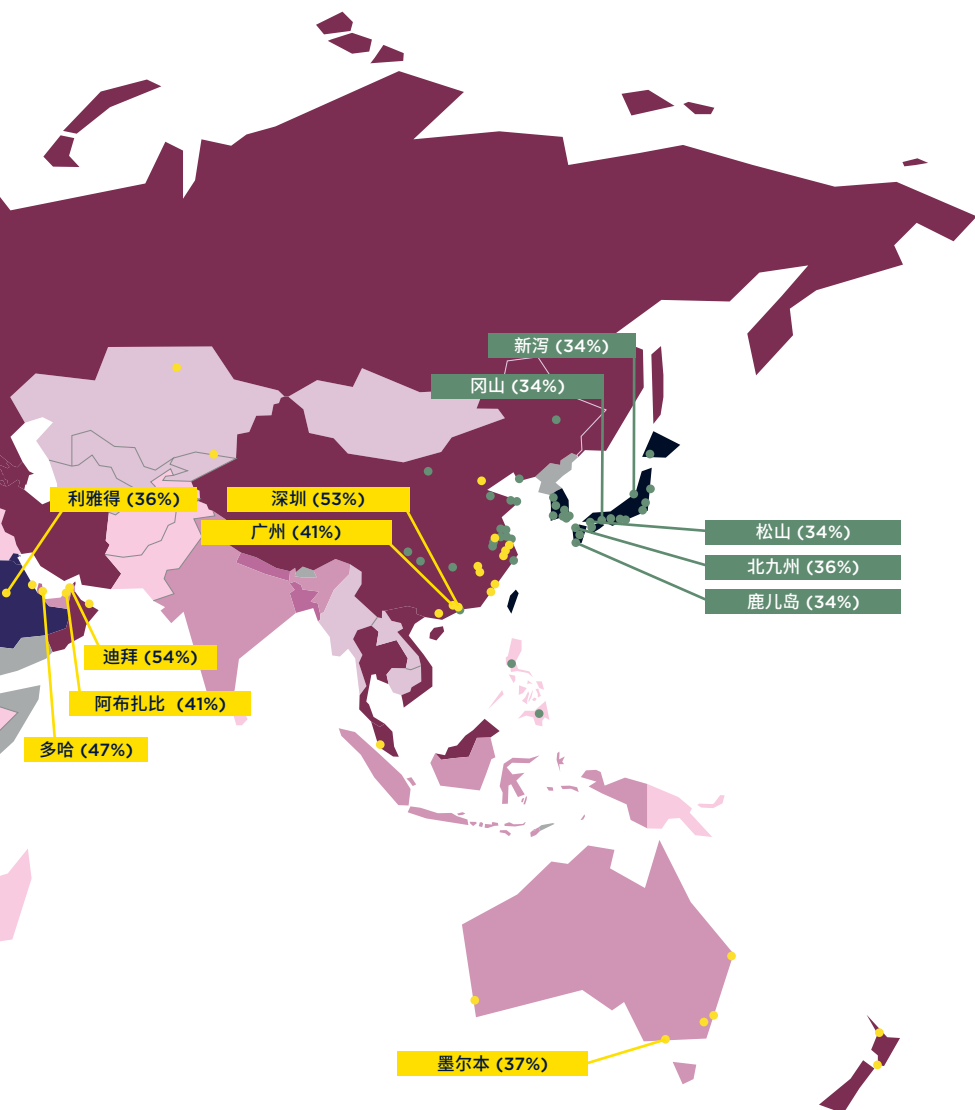 新泻 (34%)
冈山 (34%)
利雅得 (36%)
深圳 (53%)
广州 (41%)
松山 (34%)
北九州 (36%)
鹿儿岛 (34%)
迪拜 (54%)
阿布扎比 (41%)
多哈 (47%)
墨尔本 (37%)